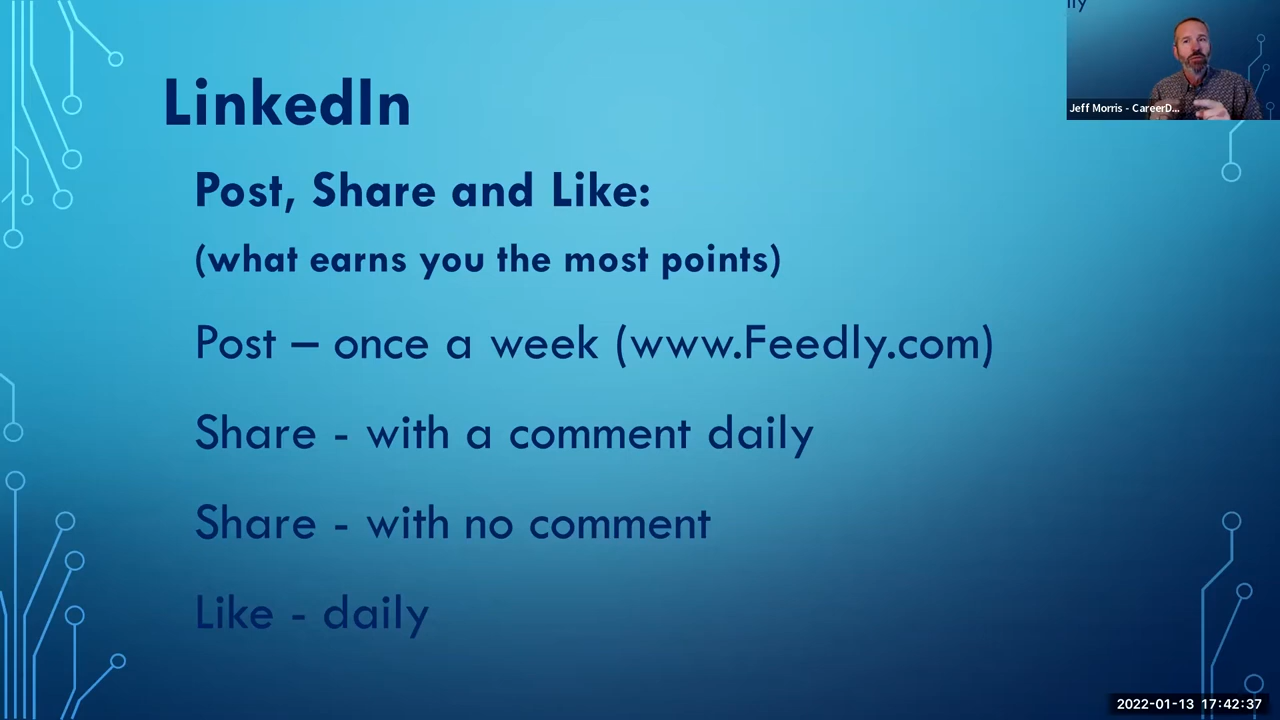 lly
LinkedIn
Jeff Morris - CareerD...
Post, Share and Like:
(what earns you the most points)
Post – once a week (www.Feedly.com)
Share - with a comment daily
Share - with no comment
Like - daily
2022-01-13 17:42:37